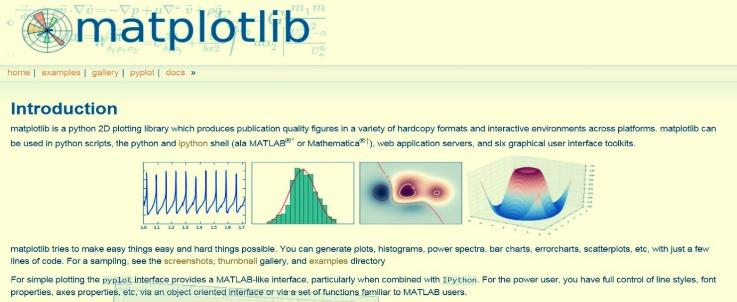 matplotlib
home | examples | gallery | pyplot | docs »
Introduction
matplotlib is a python 2D plotting library which produces publication quality figures in a variety of hardcopy formats and interactive environments across platforms. matplotlib can
be used in python scripts, the python and ipython shell (ala MATLAB®* or Mathematica®†), web application servers, and six graphical user interface toolkits.
matplotlib tries to make easy things easy and hard things possible. You can generate plots, histograms, power spectra, bar charts, errorcharts, scatterplots, etc, with just a few
lines of code. For a sampling, see the screenshots, thumbnail gallery, and examples directory
For simple plotting the pyplot interface provides a MATLAB-like interface, particularly when combined with IPython. For the power user, you have full control of line styles, font
properties, axes properties, etc, via an object oriented interface or via a set of functions familiar to MATLAB users.